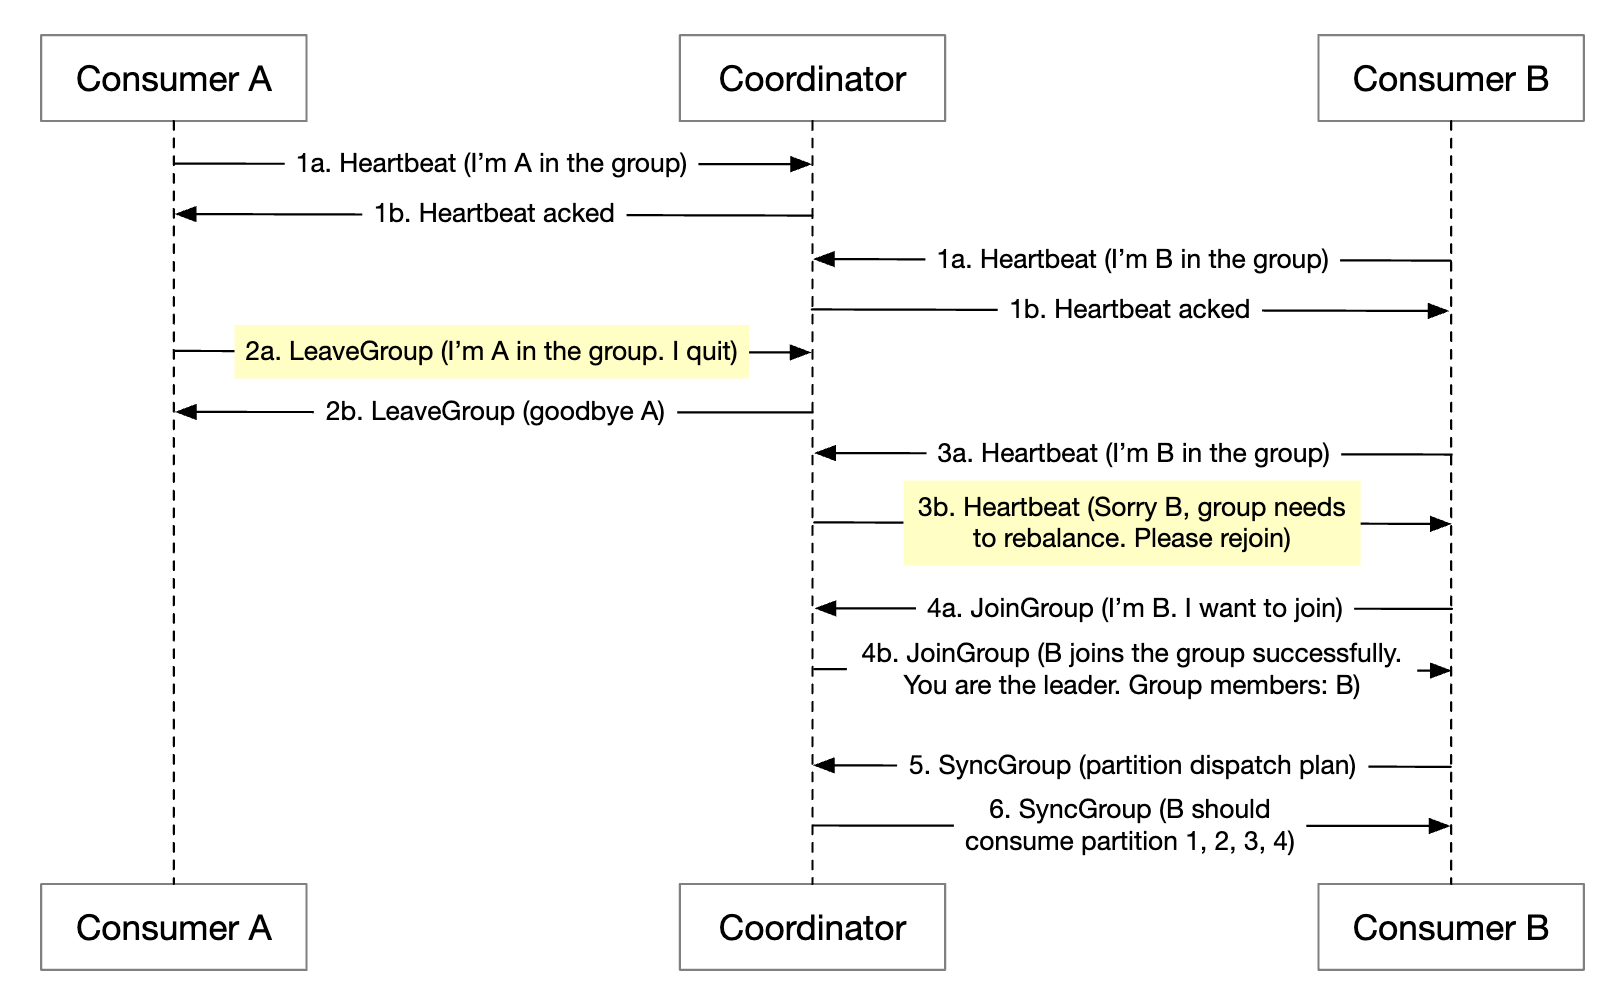 Consumer A
Coordinator
Consumer B
1a. Heartbeat (I’m A in the group)
1b. Heartbeat acked
1a. Heartbeat (I’m B in the group)
1b. Heartbeat acked
2a. LeaveGroup (I’m A in the group. I quit)
2b. LeaveGroup (goodbye A)
3a. Heartbeat (I’m B in the group)
3b. Heartbeat (Sorry B, group needs
to rebalance. Please rejoin)
4a. JoinGroup (I’m B. I want to join)
4b. JoinGroup (B joins the group successfully.
You are the leader. Group members: B)
5. SyncGroup (partition dispatch plan)
6. SyncGroup (B should
consume partition 1, 2, 3, 4)
Consumer A
Coordinator
Consumer B